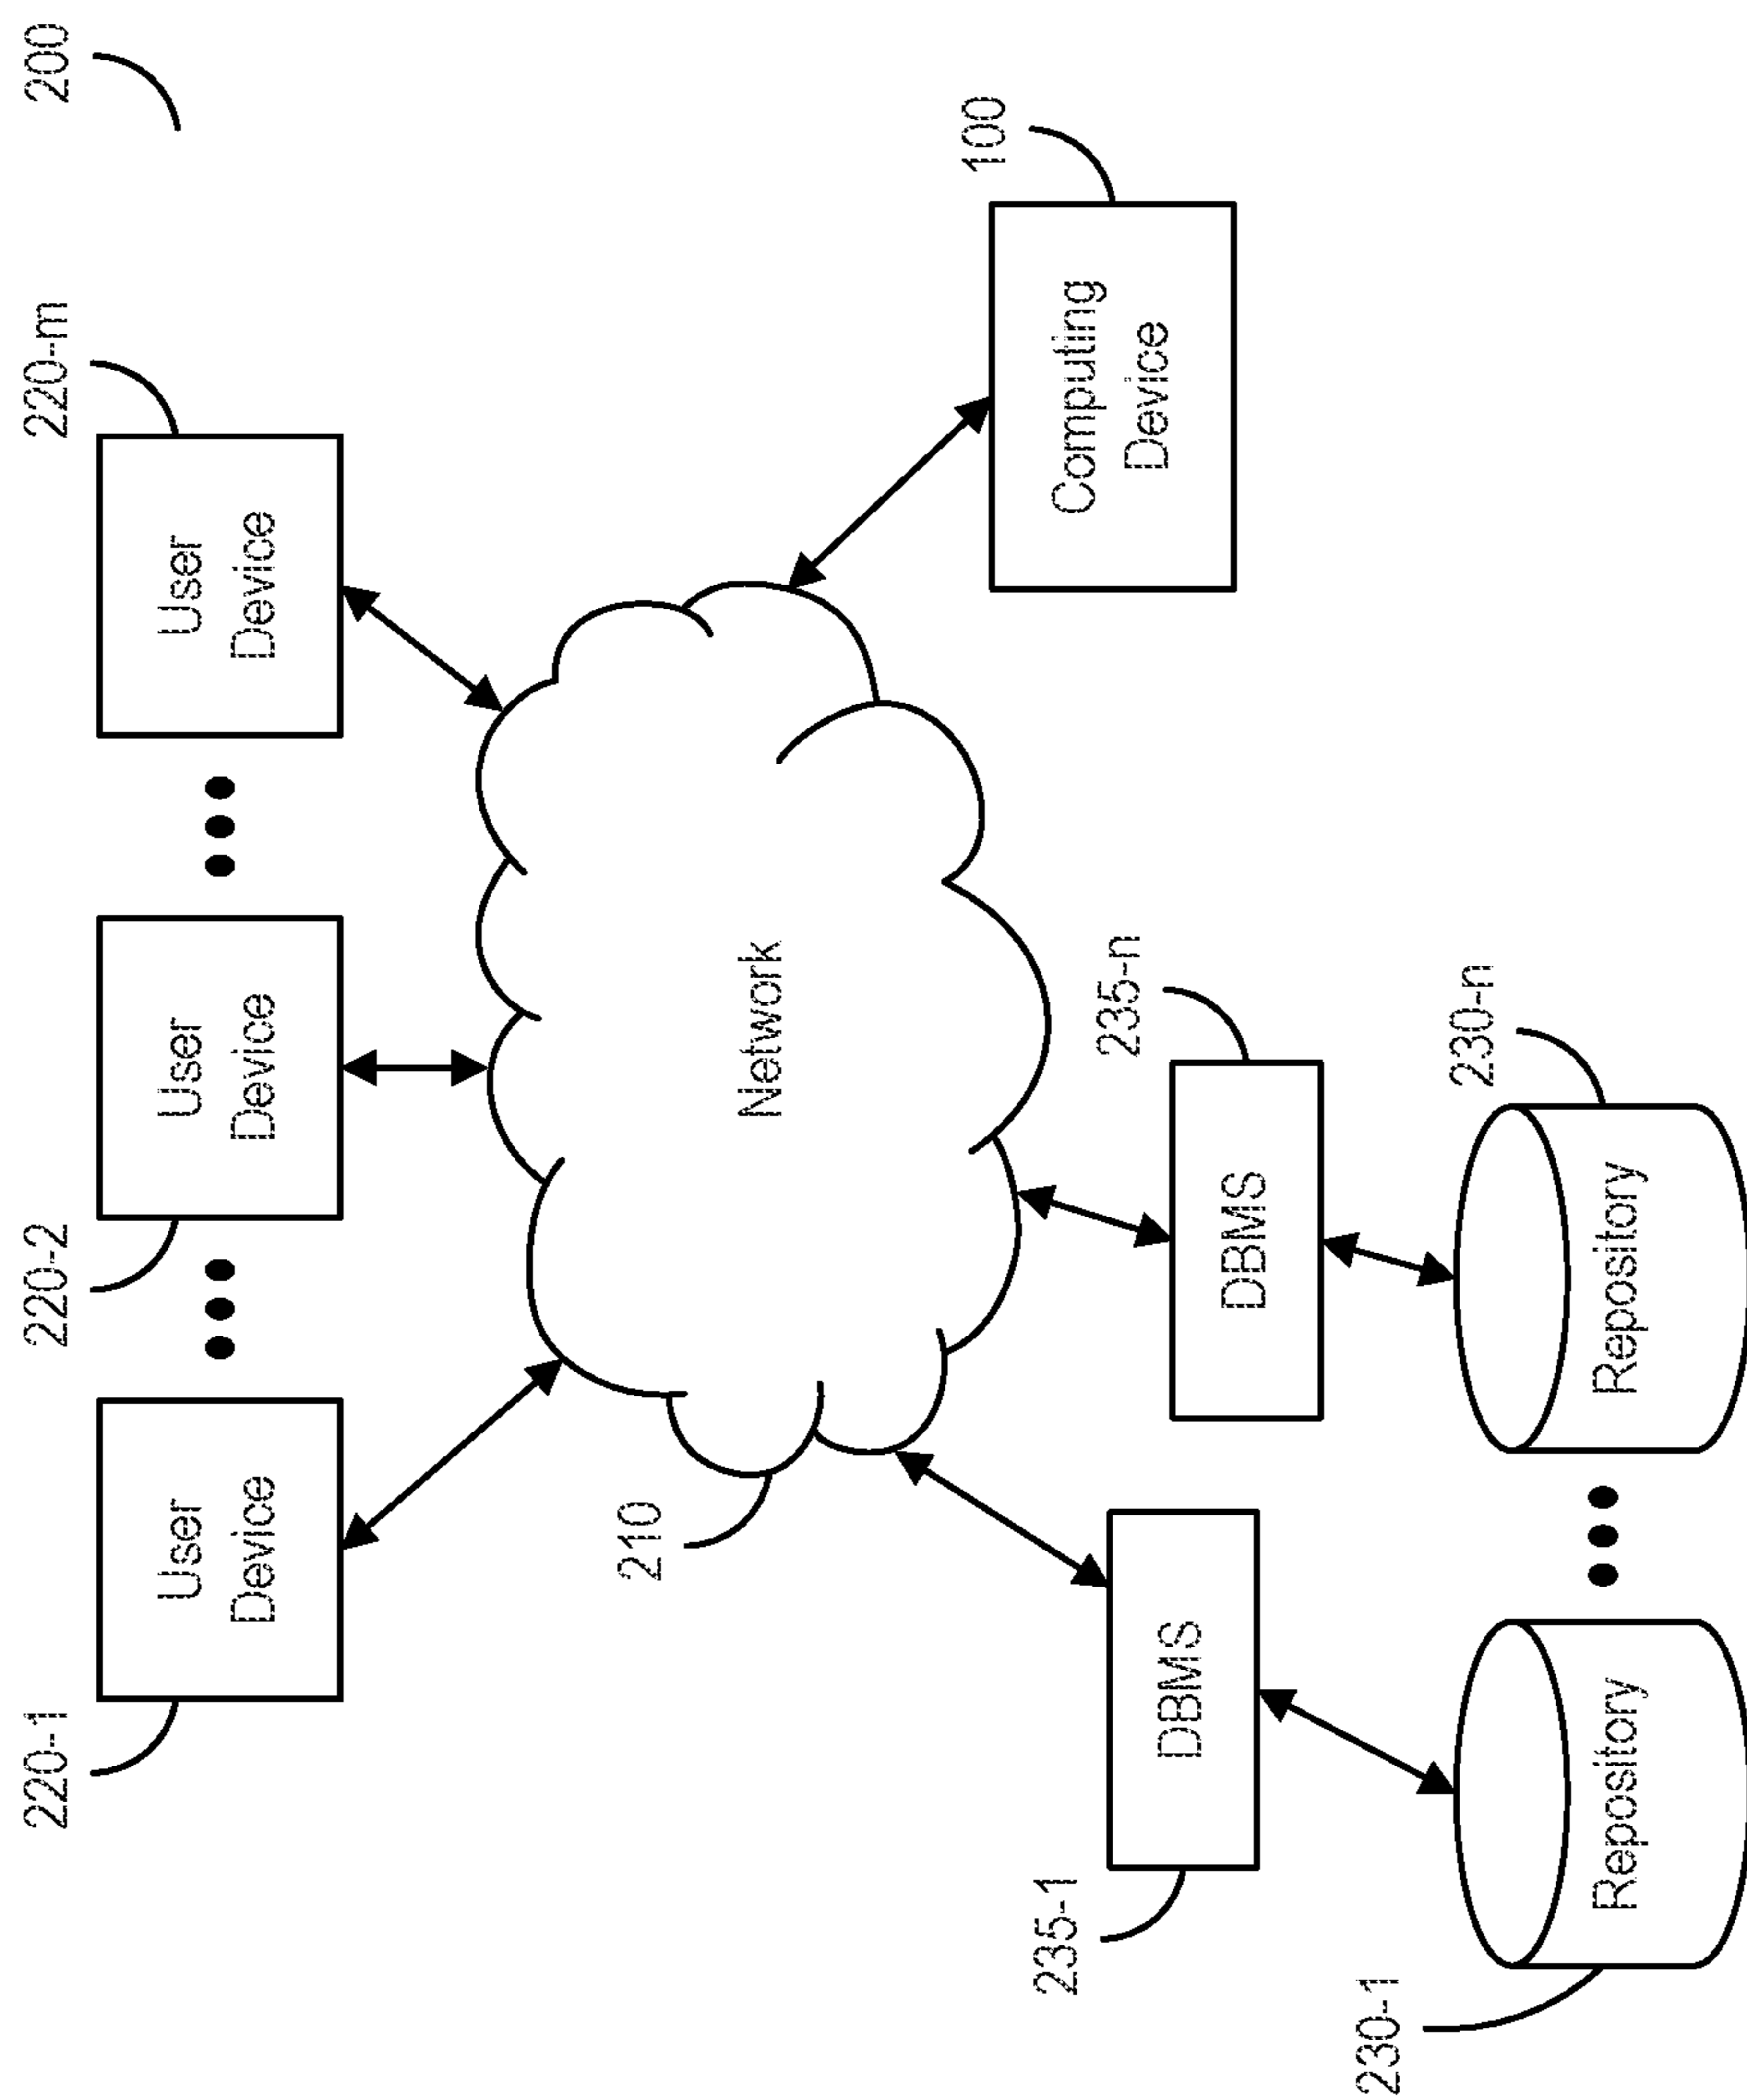 200
220-1
220-2
220-m
User
Device
User
Device
User
Device
210
Network
100
Computing
Device
235-1
DBMS
235-n
DBMS
230-1
Repository
230-n
Repository